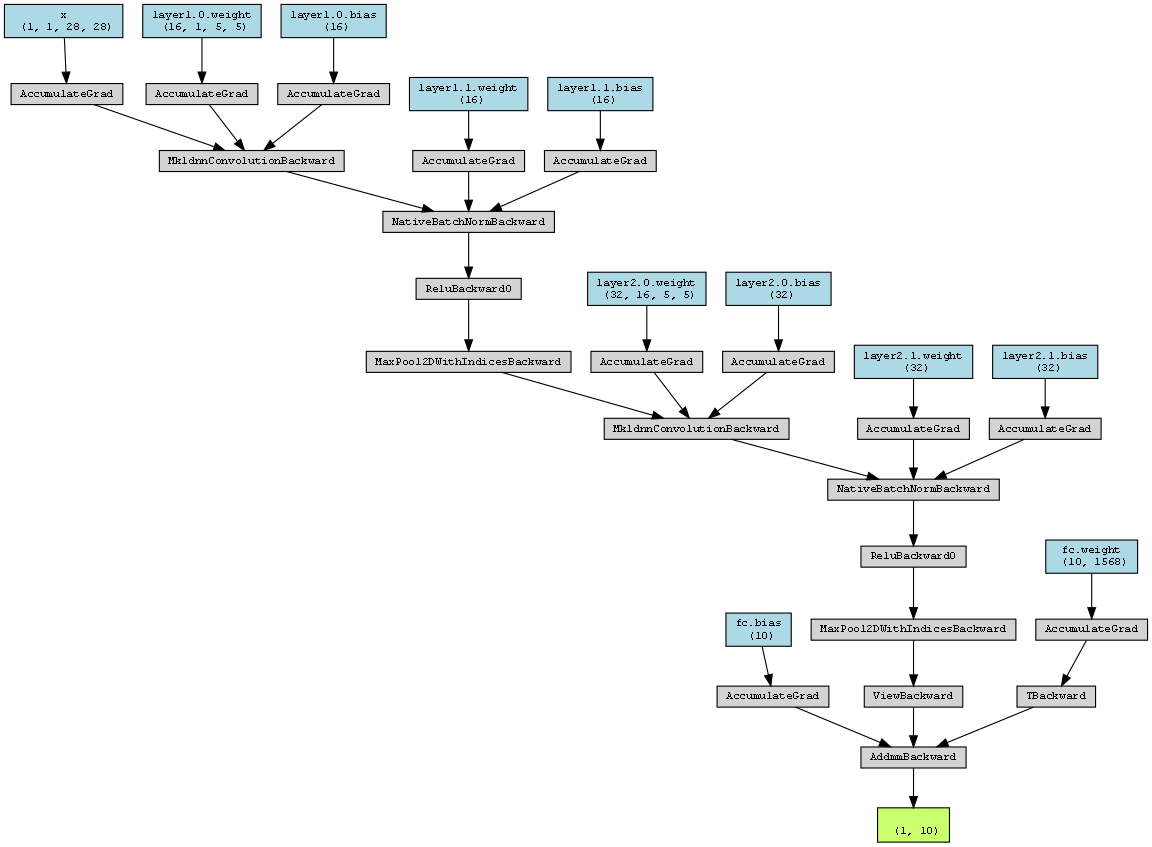 x
(1, 1, 28, 28)
layer1.0.weight
(16, 1, 5, 5)
layer1.0.bias
(16)
AccumulateGrad
AccumulateGrad
AccumulateGrad
layer1.1.weight
(16)
layer1.1.bias
(16)
MkldnnConvolutionBackward
AccumulateGrad
AccumulateGrad
NativeBatchNormBackward
ReluBackward0
layer2.0.weight
(32, 16, 5, 5)
layer2.0.bias
(32)
MaxPool2DWithIndicesBackward
AccumulateGrad
AccumulateGrad
layer2.1.weight
(32)
layer2.1.bias
(32)
MkldnnConvolutionBackward
AccumulateGrad
AccumulateGrad
NativeBatchNormBackward
ReluBackward0
fc.weight
(10, 1568)
fc.bias
(10)
MaxPool2DWithIndicesBackward
AccumulateGrad
AccumulateGrad
ViewBackward
TBackward
AddmmBackward
(1, 10)